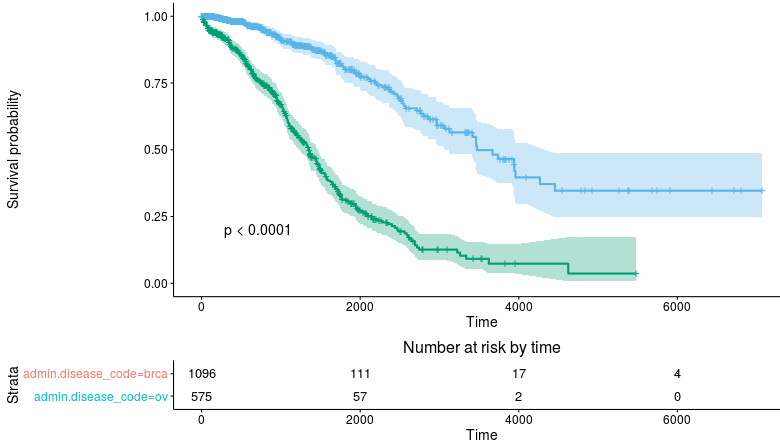 1.00
0.75
0.50
0.25
0.00
Survival probability
p < 0.0001
0 2000 4000 6000
Time
Number at risk by time
Strata
admin.disease_code=brca 1096 111 17 4
admin.disease_code=ov 575 57 2 0
0 2000 4000 6000
Time